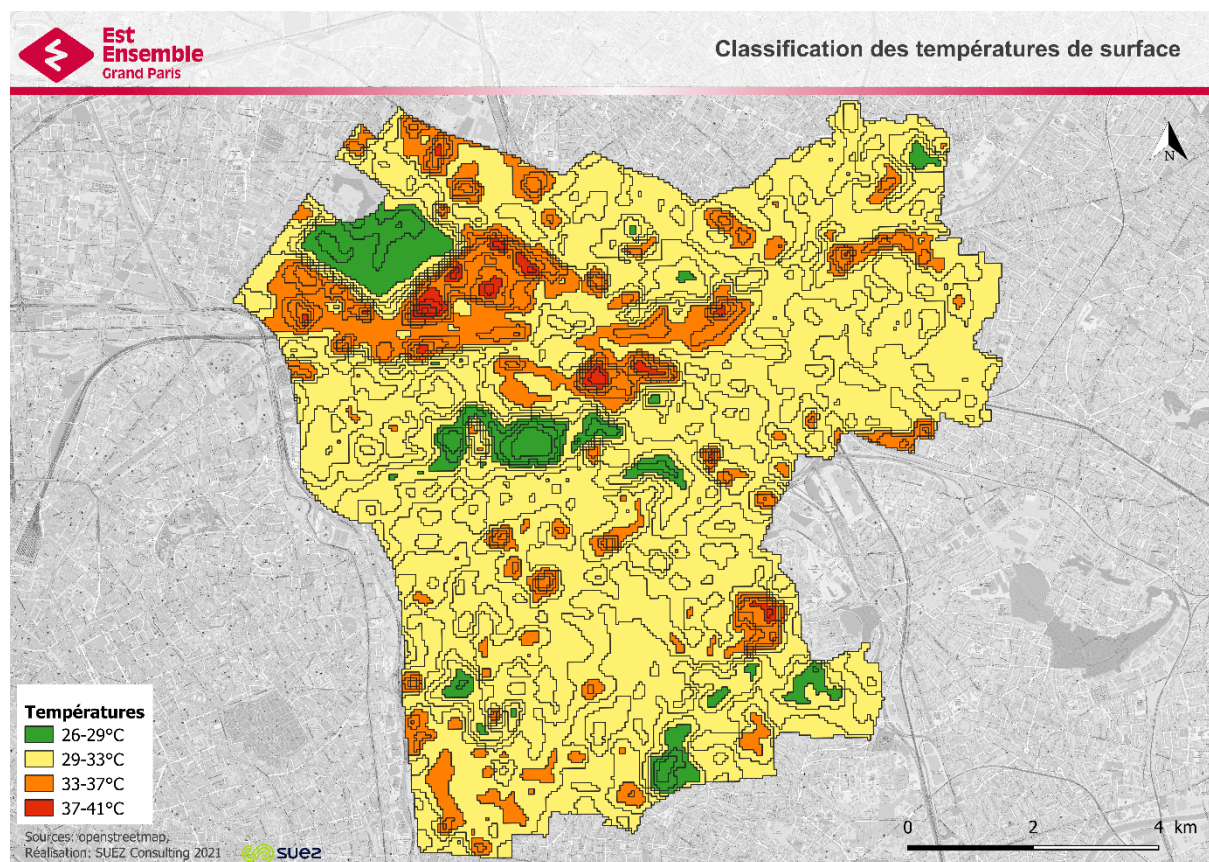 Est
Ensemble
Grand Paris
Classification des températures de surface
N
Températures
26-29°C
29-33°C
33-37°C
37-41°C
Sources: openstreetmap,
Réalisation: SUEZ Consulting 2021
suez
0 2 4 km